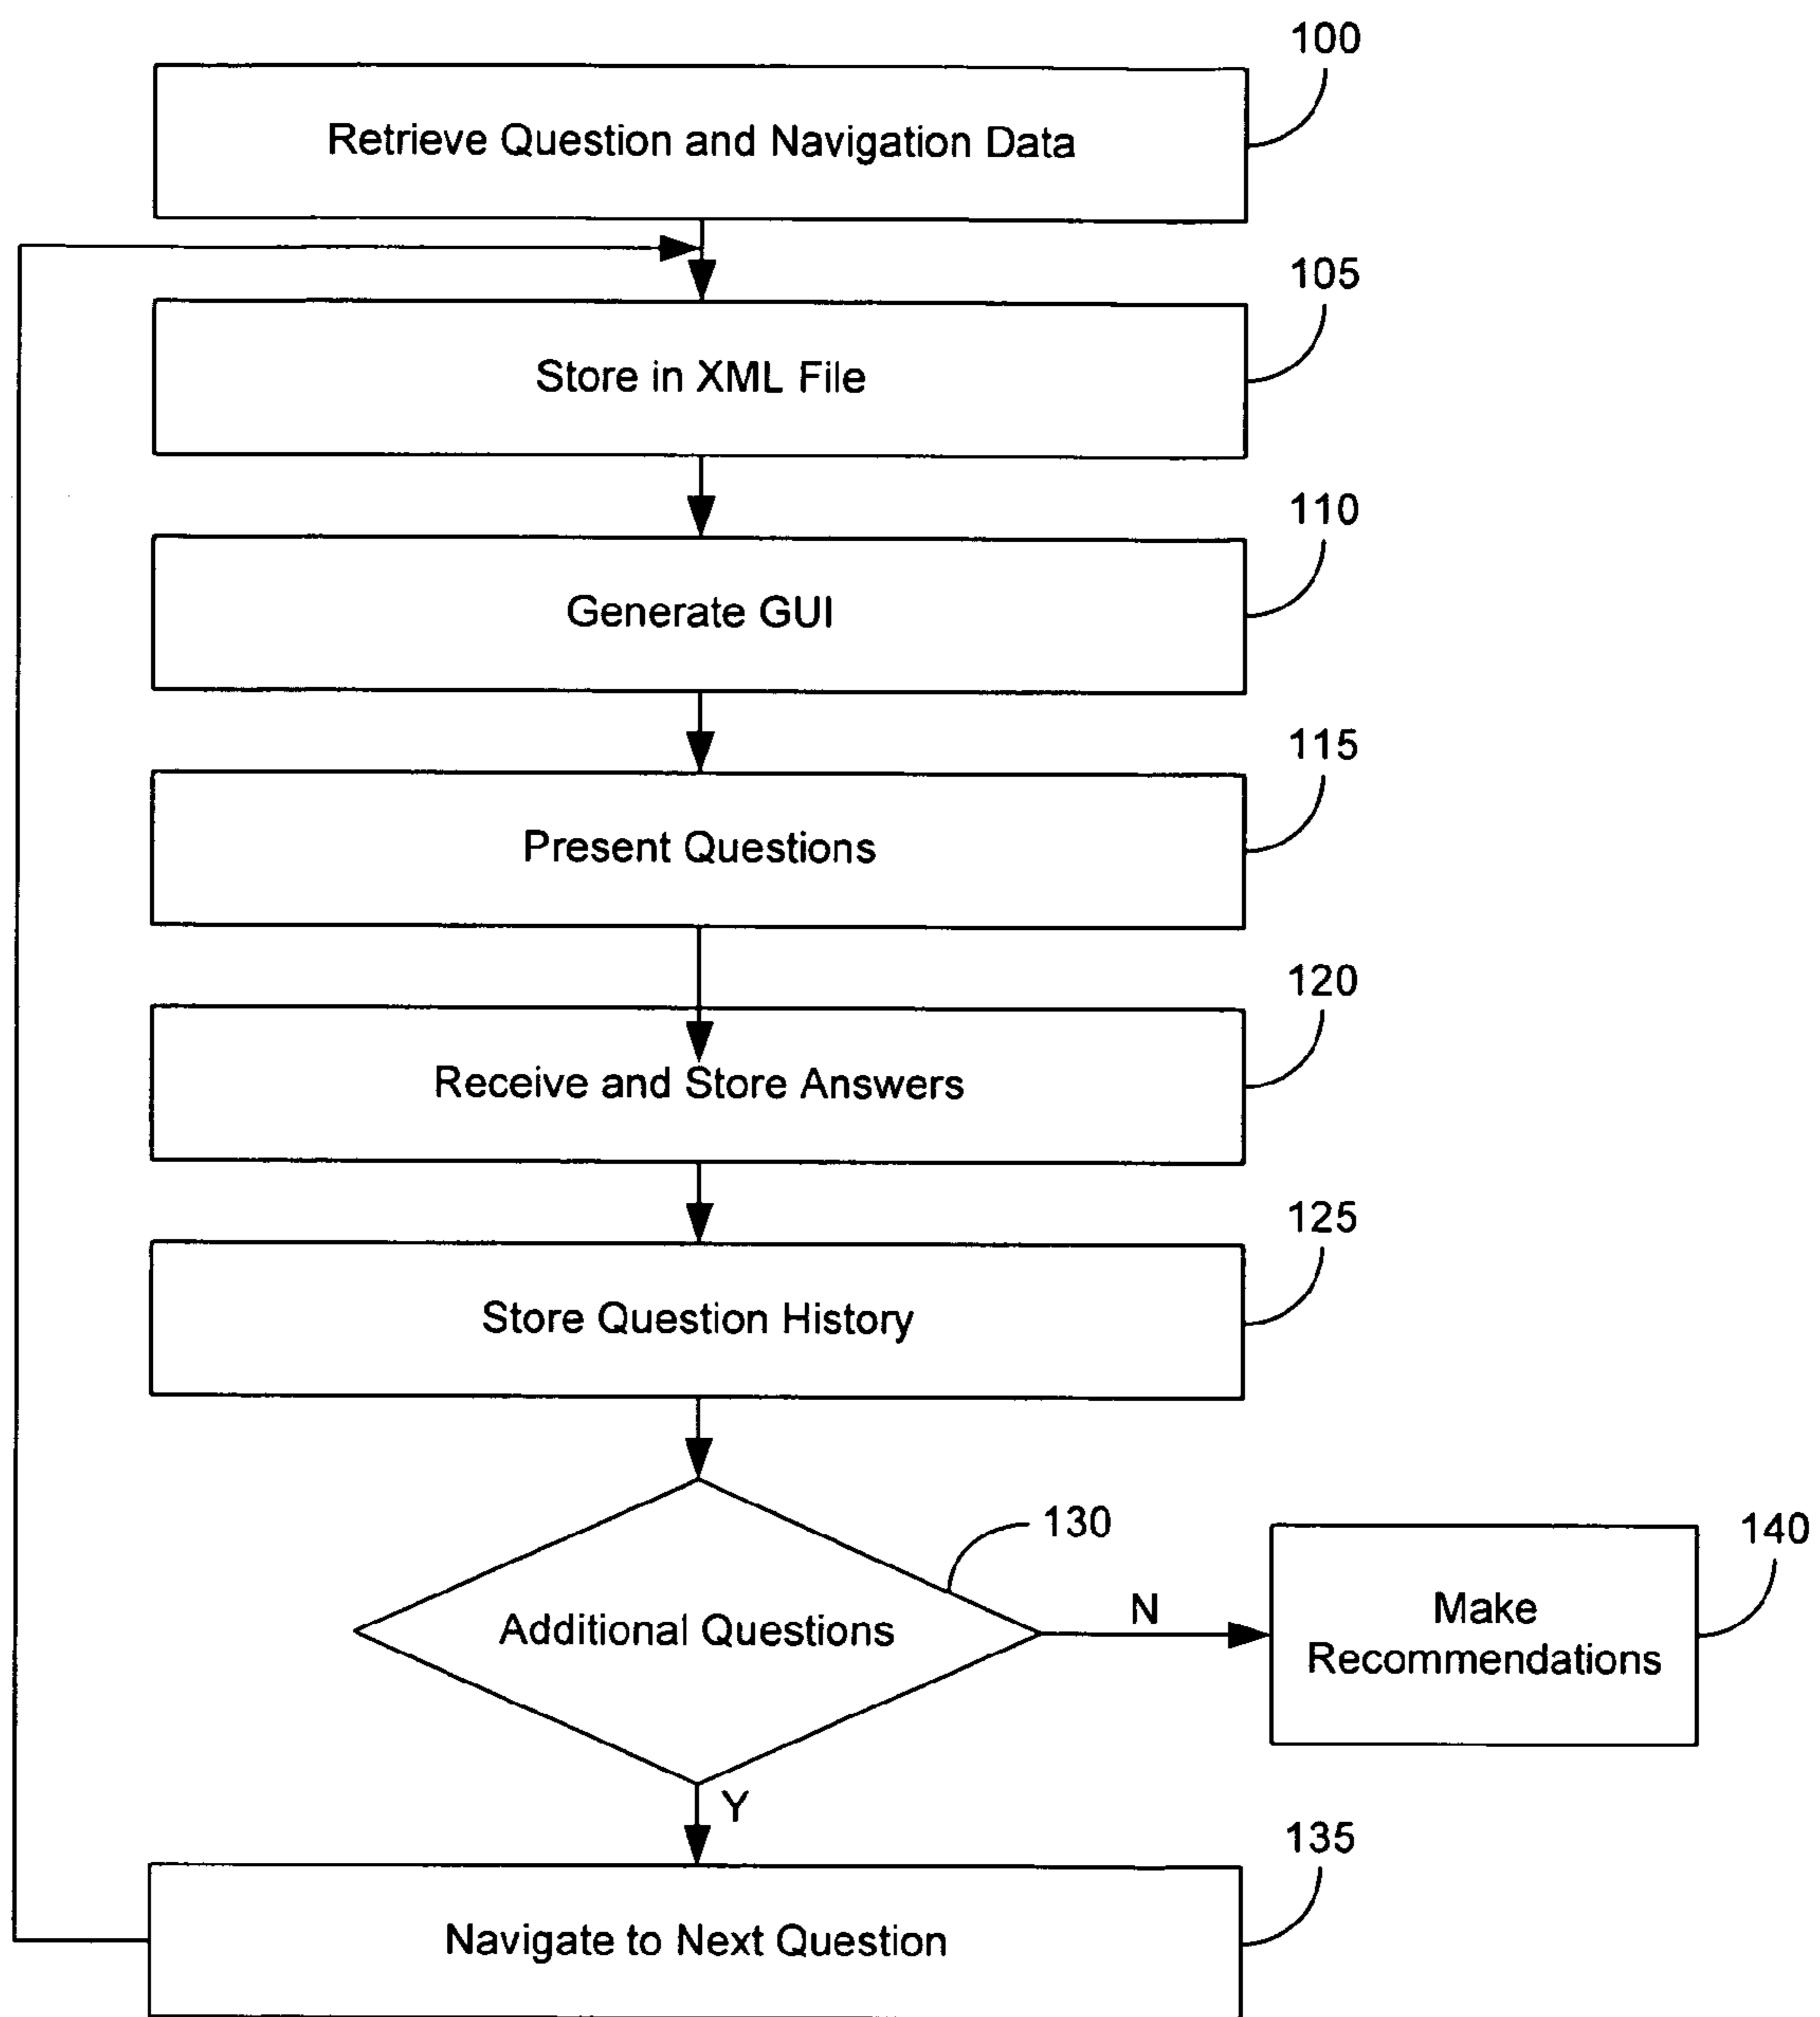 100
Retrieve Question and Navigation Data
105
Store in XML File
110
Generate GUI
115
Present Questions
120
Receive and Store Answers
125
Store Question History
130
Additional Questions
N
140
Make
Recommendations
Y
135
Navigate to Next Question